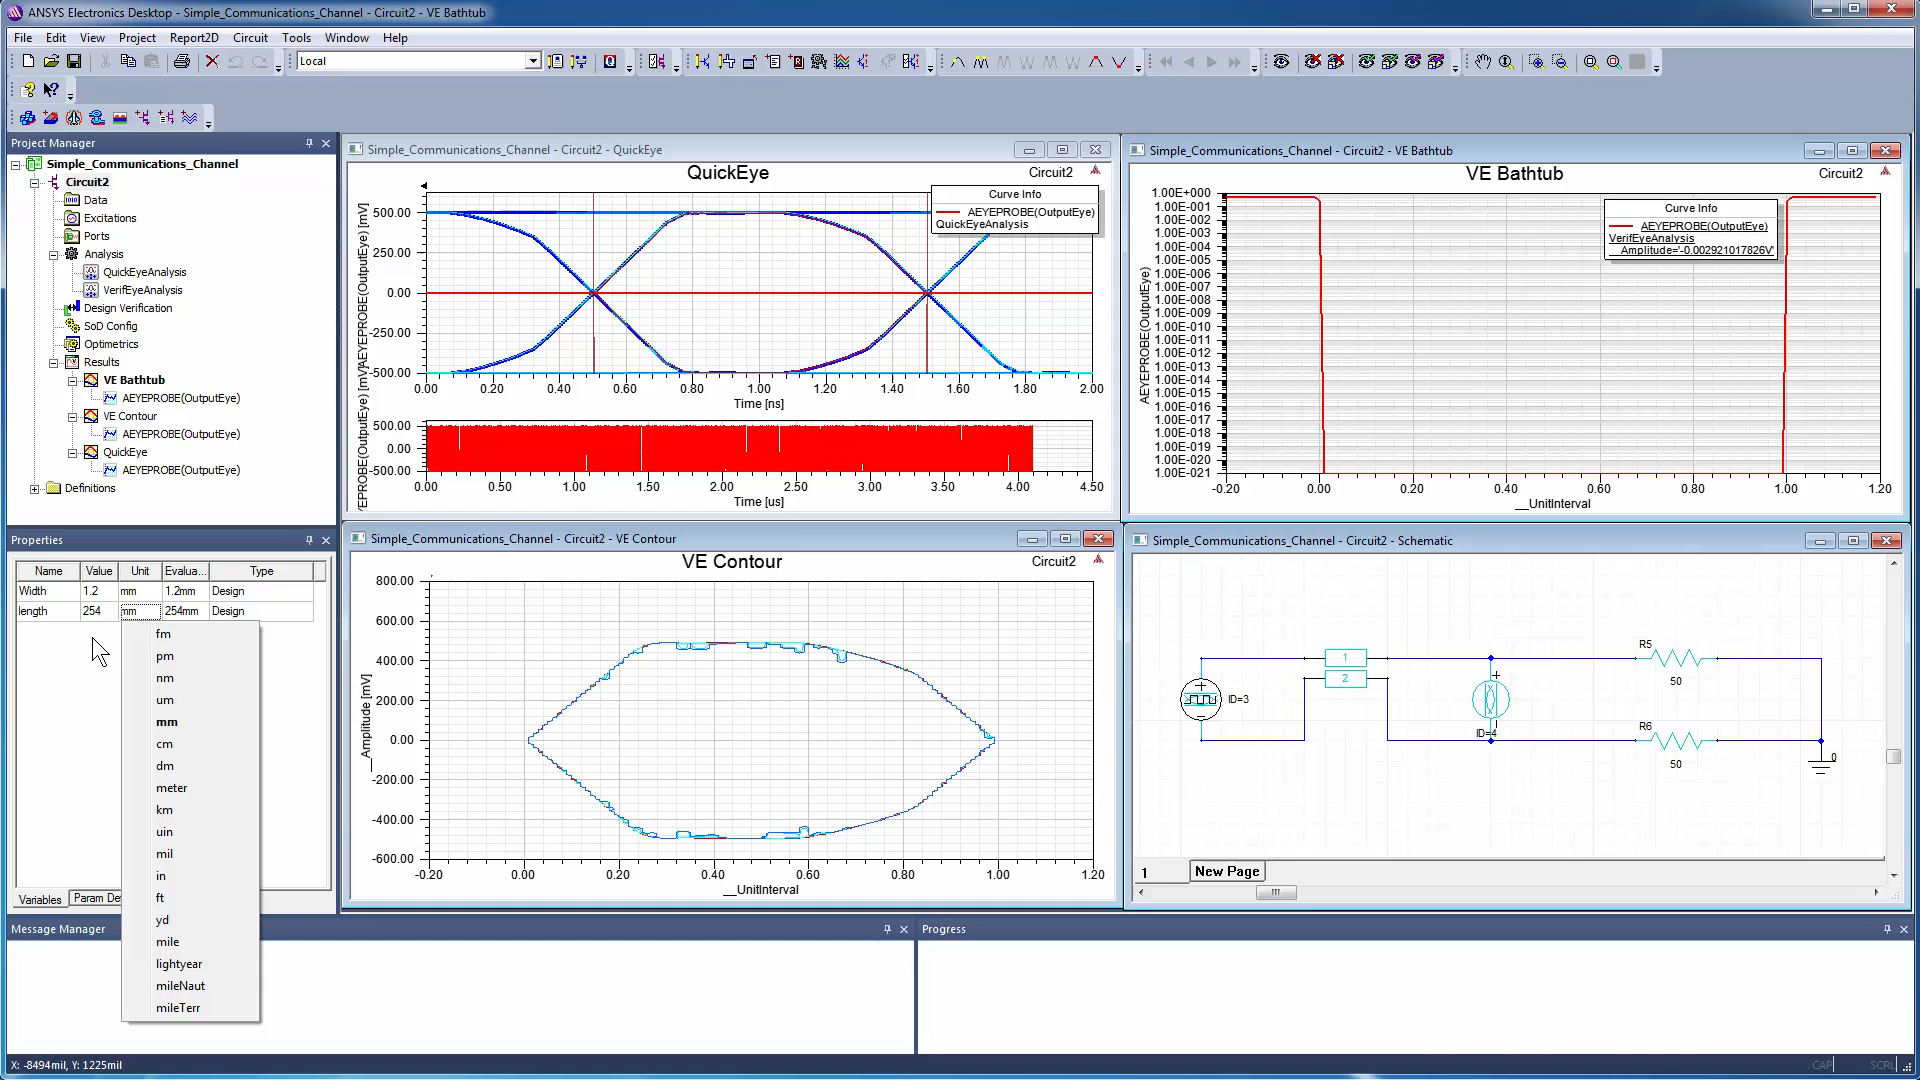 ANSYS Electronics Desktop - Simple_Communications_Channel - Circuit2 - VE Bathtub
File Edit View Project Report2D Circuit Tools Window Help
Local
Project Manager
Simple_Communications_Channel
Circuit2
Data
Excitations
Ports
Analysis
QuickEyeAnalysis
VerifEyeAnalysis
Design Verification
SoD Config
Optimetrics
Results
VE Bathtub
AEYEPROBE(OutputEye)
VE Contour
AEYEPROBE(OutputEye)
QuickEye
AEYEPROBE(OutputEye)
Definitions
Properties
Name Value Unit Evalua... Type
Width 1.2 mm 1.2mm Design
length 254 mm 254mm Design
fm
pm
nm
um
mm
cm
dm
meter
km
uin
mil
in
ft
yd
mile
lightyear
mileNaut
mileTerr
Variables Param De
Simple_Communications_Channel - Circuit2 - QuickEye
QuickEye
Circuit2
Curve Info
AEYEPROBE(OutputEye)
QuickEyeAnalysis
500.00
250.00
0.00
-250.00
-500.00
0.00 0.20 0.40 0.60 0.80 1.00 1.20 1.40 1.60 1.80 2.00
Time [ns]
AEYEPROBE(OutputEye) [mV]
500.00
0.00
-500.00
0.00 0.50 1.00 1.50 2.00 2.50 3.00 3.50 4.00 4.50
Time [us]
EYEPROBE(OutputEye) [mV]
Simple_Communications_Channel - Circuit2 - VE Bathtub
VE Bathtub
Circuit2
Curve Info
AEYEPROBE(OutputEye)
VerifEyeAnalysis
__Amplitude='-0.002921017826V'
AEYEPROBE(OutputEye)
1.00E+000
1.00E-001
1.00E-002
1.00E-003
1.00E-004
1.00E-005
1.00E-006
1.00E-007
1.00E-008
1.00E-009
1.00E-010
1.00E-011
1.00E-012
1.00E-013
1.00E-014
1.00E-015
1.00E-016
1.00E-017
1.00E-018
1.00E-019
1.00E-020
1.00E-021
-0.20 0.00 0.20 0.40 0.60 0.80 1.00 1.20
__UnitInterval
Simple_Communications_Channel - Circuit2 - VE Contour
VE Contour
Circuit2
__Amplitude [mV]
800.00
600.00
400.00
200.00
0.00
-200.00
-400.00
-600.00
-0.20 0.00 0.20 0.40 0.60 0.80 1.00 1.20
__UnitInterval
Simple_Communications_Channel - Circuit2 - Schematic
ID=3
1
2
ID=4
R5
50
R6
50
0
1 New Page
Message Manager
Progress
X: -8494mil, Y: 1225mil
CAP SCRL